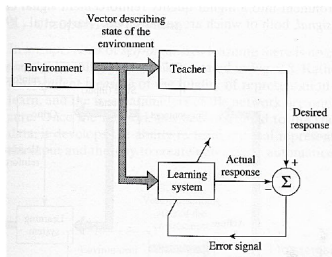 Vector describing
state of the
environment
Environment
Teacher
Desired
response
+
Learning
system
Actual
response
−
Σ
Error signal